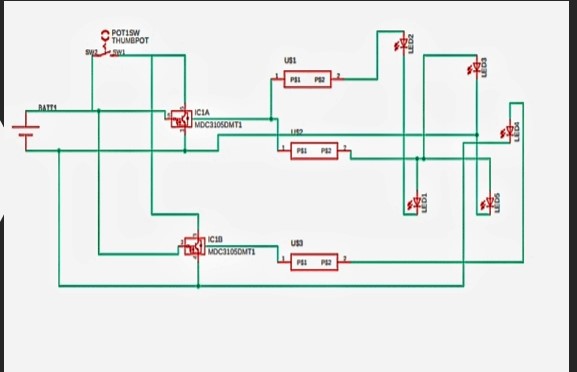 POT1SW
THUMBPOT
SW2 SW1
BATT1
IC1A
MDC3105DMT1
U$1
1 PS1 PS2 2
LED2
LED3
LED4
U$2
1 PS1 PS2 2
LED1
LED5
IC1B
MDC3105DMT1
U$3
1 PS1 PS2 2